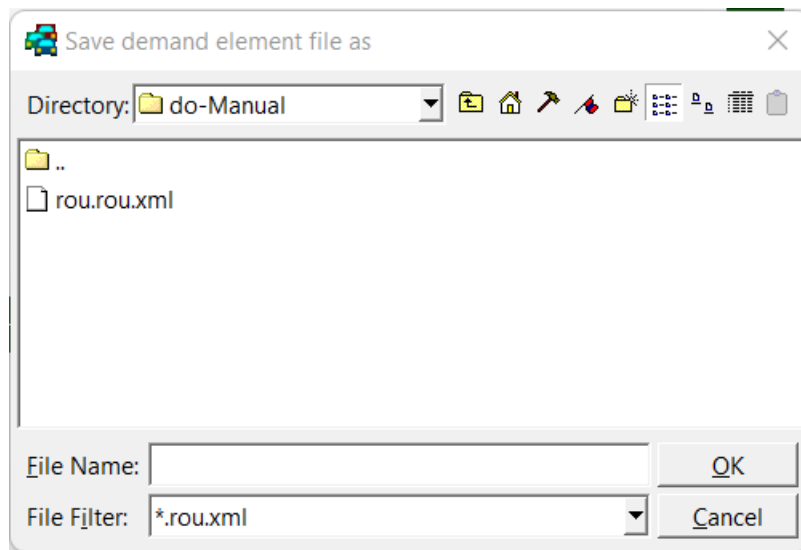 Save demand element file as
Directory: do-Manual
..
rou.rou.xml
File Name: OK
File Filter: *.rou.xml Cancel